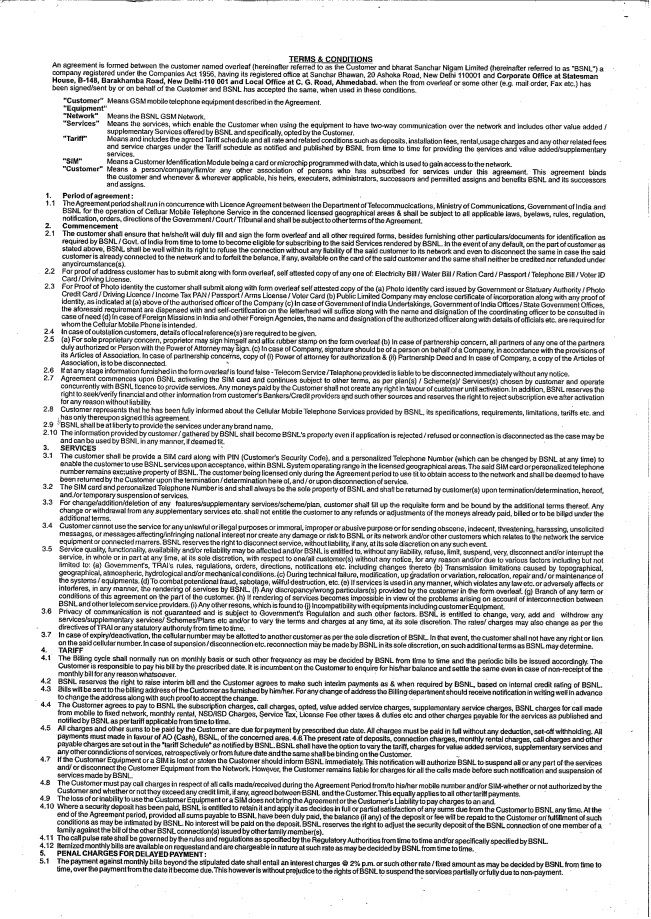 TERMS & CONDITIONS
An agreement is formed between the customer named overleaf (hereinafter referred to as the Customer and bharat Sanchar Nigam Limited (hereinafter referred to as "BSNL") a
company registered under the Companies Act 1956, having its registered office at Sanchar Bhawan, 20 Ashoka Road, New Delhi 110001 and Corporate Office at Statesman
House, B-148, Barakhamba Road, New Delhi-110 001 and Local Office at C. G. Road, Ahmedabad. when the from overleaf or some other (e.g. mail order, Fax etc.) has
been signed/sent by or on behalf of the Customer and BSNL has accepted the same, when used in these conditions.
"Customer" Means GSM mobile telephone equipment described in the Agreement.
"Equipment"
"Network" Means the BSNL GSM Network.
"Services" Means the services, which enable the Customer when using the equipment to have two-way communication over the network and includes other value added /
supplementary Services offered by BSNL and specifically, opted by the Customer.
"Tariff" Means and includes the agreed Tariff schedule at all rate and related conditions such as deposits, installation fees, rental,usage charges and any other related fees
and service charges under the Tariff schedule as notified and published by BSNL from time to time for providing the services and value added/supplementary
services.
"SIM" Means a Customer Identification Module being a card or microchip programmed with data, which is used to gain access to the network.
"Customer" Means a person/company/firm/or any other association of persons who has subscribed for services under this agreement. This agreement binds
the customer and whenever & wherever applicable, his heirs, executers, administrators, successors and permitted assigns and benefits BSNL and its successors
and assigns.
1. Period of agreement :
1.1 The Agreement period shall run in concurrence with Licence Agreement between the Department of Telecommunications, Ministry of Communications, Government of India and
BSNL for the operation of Celluar Mobile Telephone Service in the concerned licensed geographical areas & shall be subject to all applicable laws, byelaws, rules, regulation,
notification, orders, directions of the Government / Court / Tribunal and shall be subject to other terms of the Agreement.
2. Commencement
2.1 The customer shall ensure that he/she/it will duly fill and sign the form overleaf and all other required forms, besides furnishing other particulars/documents for identification as
required by BSNL / Govt. of India from time to tome to become eligible for subscribing to the said Services rendered by BSNL. In the event of any default, on the part of customer as
stated above, BSNL, shall be well within its right to refuse the connection without any liability of the said customer to its network and even to disconnect the same in case the said
customer is already connected to the network and to forfeit the balance, if any, available on the card of the said customer and the same shall neither be credited nor refunded under
anycircumstance(s).
2.2 For proof of address customer has to submit along with form overleaf, self attested copy of any one of: Electricity Bill / Water Bill / Ration Card / Passport / Telephone Bill / Voter ID
Card / Driving License.
2.3 For Proof of Photo identity the customer shall submit along with form overleaf self attested copy of the (a) Photo identity card issued by Government or Statuary Authority / Photo
Credit Card / Driving Licence / Income Tax PAN / Passport / Arms License / Voter Card (b) Public Limited Company may enclose certificate of incorporation along with any proof of
identity, as indicated at (a) above of the authorised officer of the Company (c) In case of Government of India Undertakings, Government of India Offices / State Government Offices,
the aforesaid requirement are dispensed with and self-certification on the letterhead will suffice along with the name and designation of the coordinating officer to be consulted in
case of need (d) In case of Foreign Missions in India and other Foreign Agencies, the name and designation of the authorized officer along with details of officials etc. are required for
whom the Cellular Mobile Phone is intended.
2.4 In case of outstation customers, details of local reference(s) are required to be given.
2.5 (a) For sole proprietary concern, proprietor may sign himself and affix rubber stamp on the form overleaf (b) In case of partnership concern, all partners of any one of the partners
duly authorized or Person with the Power of Attorney may sign. (c) In case of Company, signature should be of a person on behalf of a Company, in accordance with the provisions of
its Articles of Association. In case of partnership concerns, copy of (I) Power of attorney for authorization & (II) Partnership Deed and In case of Company, a copy of the Articles of
Association, is to be disconnected.
2.6 If at any stage information furnished in the form overleaf is found false - Telecom Service / Telephone provided is liable to be disconnected immediately without any notice.
2.7 Agreement commences upon BSNL activating the SIM card and continues subject to other terms, as per plan(s) / Scheme(s)/ Services(s) chosen by customer and operate
concurrently with BSNL licence to provide services. Any moneys paid by the Customer shall not create any right in favour of customer until activation. In addition, BSNL reserves the
right to seek/verify financial and other information from customer's Bankers/Credit providers and such other sources and reserves the right to reject subscription eve after activation
for any reason without liability.
2.8 Customer represents that he has been fully informed about the Cellular Mobile Telephone Services provided by BSNL, its specifications, requirements, limitations, tariffs etc. and
has only thereupon signed this agreement.
2.9 BSNL shall be at liberty to provide the services under any brand name.
2.10 The information provided by customer / gathered by BSNL shall become BSNL's property even if application is rejected / refused or connection is disconnected as the case may be
and can be used by BSNL in any manner, if deemed fit.
3. SERVICES
3.1 The customer shall be provide a SIM card along with PIN (Customer's Security Code), and a personalized Telephone Number (which can be changed by BSNL at any time) to
enable the customer to use BSNL services upon acceptance, within BSNL System operating range in the licensed geographical areas. The said SIM card or personalized telephone
number remains exclusive property of BSNL. The customer being licensed only during the Agreement period to use it to obtain access to the network and shall be deemed to have
been returned by the Customer upon the termination / determination here of, and / or upon disconnection of service.
3.2 The SIM card and personalized Telephone Number is and shall always be the sole property of BSNL and shall be returned by customer(s) upon termination/determination, hereof,
and./or temporary suspension of services.
3.3 For change/addition/deletion of any features/supplementary services/scheme/plan, customer shall fill up the requisite form and be bound by the additional terms thereof. Any
change or withdrawal from any supplementary services etc. shall not entitle the customer to any refunds or adjustments of the moneys already paid, billed or to be billed under the
additional terms.
3.4 Customer cannot use the service for any unlawful or illegal purposes or immoral, improper or abusive purpose or for sending obscene, indecent, threatening, harassing, unsolicited
messages, or messages affecting/infringing national interest nor create any damage or risk to BSNL or its network and/or other customers which relates to the network the service
equipment or connected marers. BSNL reserves the right to disconnect service, without liability, if any, at its sole discretion on any such event.
3.5 Service quality, functionality, availability and/or reliability may be affected and/or BSNL is entitled to, without any liability, refuse, limit, suspend, very, disconnect and/or interrupt the
service, in whole or in part at any time, at its sole discretion, with respect to one/all customer(s) without any notice, for any reason and/or due to various factors including but not
limited to: (a) Government's, TRAI's rules, regulations, orders, directions, notifications etc. including changes thereto (b) Transmission limitations caused by topographical,
geographical, atmospheric, hydrological and/or mechanical conditions. (c) During technical failure, modification, up gradation or variation, relocation, repair and / or maintenance of
the systems / equipments. (d) To combat potential fraud, sabotage, willful destruction, etc. (e) if services is used in any manner, which violates any law etc. or adversely affects or
interferes, in any manner, the rendering of services by BSNL. (f) Any discrepancy/wrong particulars(s) provided by the customer in the form overleaf. (g) Branch of any term or
conditions of this agreement on the part of the customer. (h) If rendering of services becomes impossible in view of the problems arising on account of interconnection between
BSNL and other telecom service providers. (i) Any other reasons, which is found to (j) Incompatibility with equipments including customer Equipment.
3.6 Privacy of communication is not guaranteed and is subject to Government's Regulation and such other factors. BSNL is entitled to change, very, add and withdrow any
services/supplementary services/ Schemes/Plans etc and/or to vary the terms and charges at any time, at its sole discretion. The rates/ charges may also change as per the
directives of TRAI or any statutory authority from time to time.
3.7 In case of expiry/deactivation, the cellular number may be allotted to another customer as per the sole discretion of BSNL. In that event, the customer shall not have any right or lien
on the said cellular number. In case of supension / disconnection etc. reconnection may be made by BSNL in its sole discretion, on such additional terms as BSNL may determine.
4. TARIFF
4.1 The Billing cycle shall normally run on monthly basis or such other frequency as may be decided by BSNL from time to time and the periodic bills be issued accordingly. The
Customer is responsible to pay his bill by the prescribed date. It is incumbent on the Customer to enquire for his/balance and settle the same even in case of non-receipt of the
monthly bill for any reason whatsoever.
4.2 BSNL reserves the right to raise interim bill and the Customer agrees to make such interim payments as & when required by BSNL, based on internal credit rating of BSNL.
4.3 Bills will be sent to the billing address of the Customer as furnished by him/her. For any change of address the Billing department should receive notification in writing well in advance
to change the address along with such proof to accept the change.
4.4 The Customer agrees to pay to BSNL the subscription charges, call charges, opted, value added service charges, supplementary service charges, BSNL charges for call made
from mobile to fixed network, monthly rental, NSD/ISD Charges, Service Tax, License Fee other taxes & duties etc and other charges payable for the services as published and
notified by BSNL as per tariff applicable from time to time.
4.5 All charges and other sums to be paid by the Customer are due for payment by prescribed due date. All charges must be paid in full without any deduction, set-off withholding. All
payments must be made in favour of AO (Cash), BSNL, of the concerned area. 4.6 The present rate of deposits, connection charges, monthly rental charges, call charges and other
payable charges are set out in the "tariff Schedule" as notified by BSNL. BSNL shall have the option to vary the tariff, charges for value added services, supplementary services and
any other conndictions of services, retrospectively or from future date and the same shall be binding on the Customer.
4.7 If the Customer Equipment or a SIM is lost or stolen the Customer should inform BSNL immediately. This notification will authorize BSNL to suspend all or any part of the services
and/ or disconnect the Customer Equipment from the Network. However, the Customer remains liable for charges for all the calls made before such notification and suspension of
services made by BSNL.
4.8 The Customer must pay call charges in respect of all calls made/received during the Agreement Period from/to his/her mobile number and/or SIM-whether or not authorized by the
Customer and whether or not they exceed any credit limit, if any, agreed between BSNL and the Customer. This equally applies to all other tariff payments.
4.9 The loss of or inability to use the Customer Equipment or a SIM does not bring the Agreement or the Customer's Liability to pay charges to an end.
4.10 Where a security deposit has been paid, BSNL is entitled to retain it and apply it as decides in full or partial satisfaction of any sums due from the Customer to BSNL any time. At the
end of the Agreement period, provided all sums payable to BSNL, have been duly paid, the balance (if any) of the deposit or fee will be repaid to the Customer on fulfillment of such
conditions as may be intimated by BSNL. No interest will be paid on the deposit. BSNL reserves the right to adjust the security deposit of the BSNL connection of one member of a
family against the bill of the other BSNL connection(s) issued by other family member(s).
4.11 The call pulse rate shall be governed by the rules and regulations as specified by the Regulatory Authorities from time to time and/or specifically specified by BSNL.
4.12 Itemized monthly bills are available on requestand and are chargeable in nature at such rate as may be decided by BSNL from time to time.
5. PENAL CHARGES FOR DELAYED PAYMENT :
5.1 The payment against monthly bills beyond the stipulated date shall entail an interest charges @ 2% p.m. or such other rate / fixed amount as may be decided by BSNL from time to
time, over the payment from the date it become due. This however is without prejudice to the rights of BSNL to suspend the services partially or fully due to non-payment.